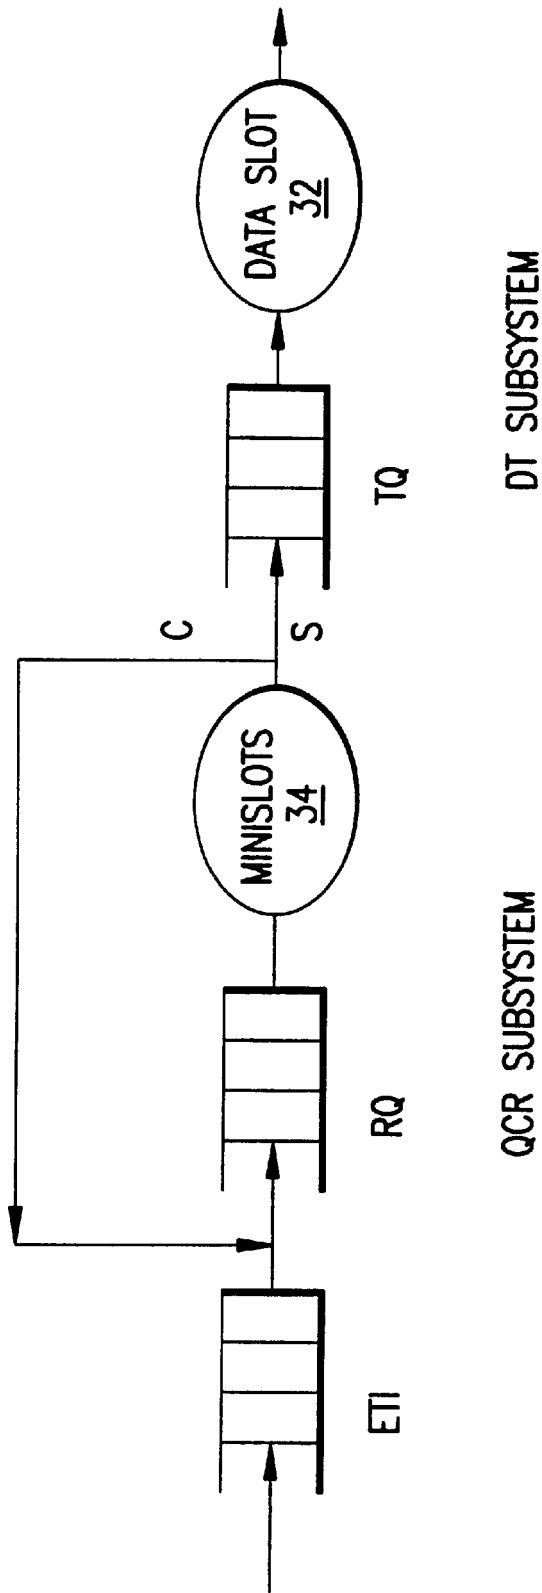 C
S
MINISLOTS
34
DATA SLOT
32
ETI
RQ
TQ
QCR SUBSYSTEM
DT SUBSYSTEM